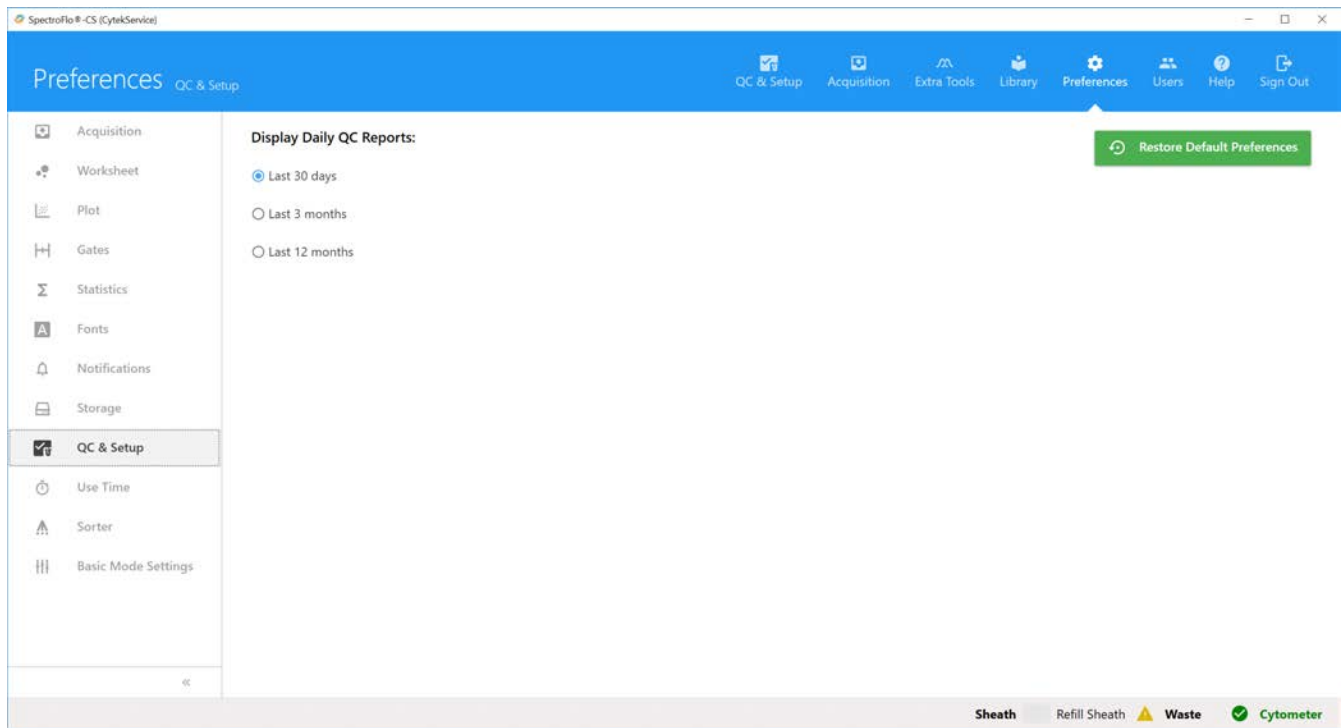 SpectroFlo®-CS (CytekService)
Preferences QC & Setup
QC & Setup
Acquisition
Extra Tools
Library
Preferences
Users
Help
Sign Out
Acquisition
Worksheet
Plot
Gates
Statistics
A Fonts
Notifications
Storage
QC & Setup
Use Time
Sorter
Basic Mode Settings
«
Display Daily QC Reports:
Last 30 days
Last 3 months
Last 12 months
Restore Default Preferences
Sheath Refill Sheath Waste Cytometer